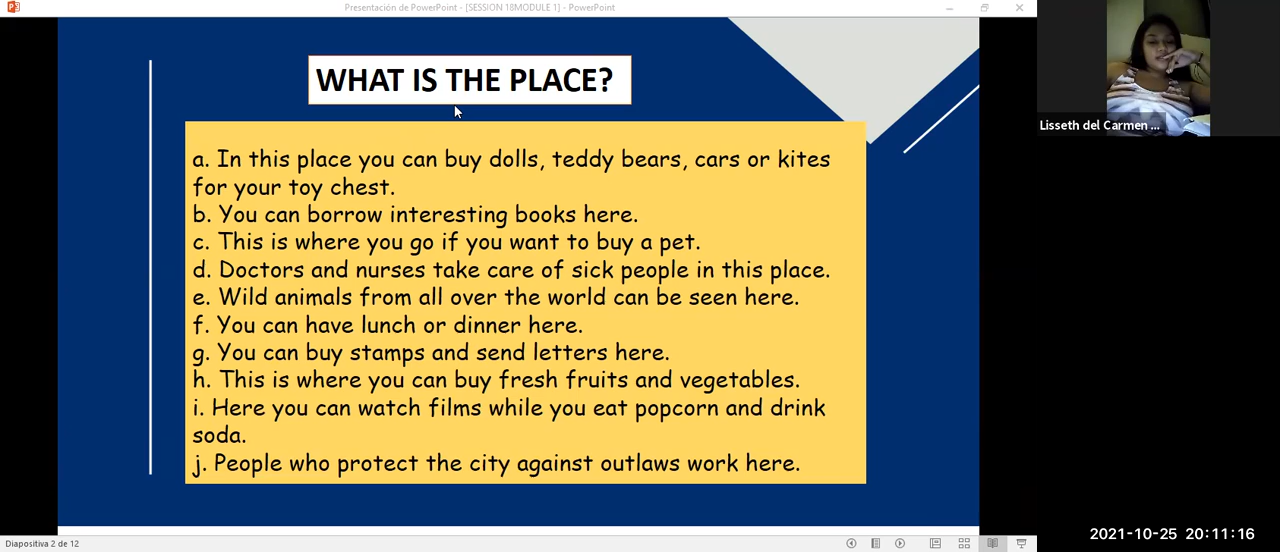 Presentación de PowerPoint - [SESSION 18MODULE 1] - PowerPoint
WHAT IS THE PLACE?
a. In this place you can buy dolls, teddy bears, cars or kites
for your toy chest.
b. You can borrow interesting books here.
c. This is where you go if you want to buy a pet.
d. Doctors and nurses take care of sick people in this place.
e. Wild animals from all over the world can be seen here.
f. You can have lunch or dinner here.
g. You can buy stamps and send letters here.
h. This is where you can buy fresh fruits and vegetables.
i. Here you can watch films while you eat popcorn and drink
soda.
j. People who protect the city against outlaws work here.
Lisseth del Carmen ...
Diapositiva 2 de 12
2021-10-25 20:11:16